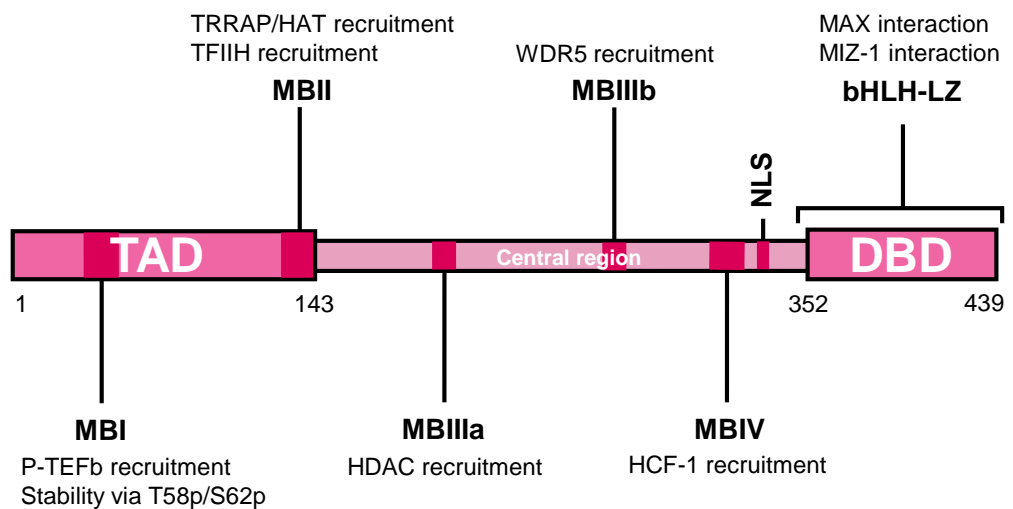 TRRAP/HAT recruitment
TFIIH recruitment
MBII
WDR5 recruitment
MBIIIb
MAX interaction
MIZ-1 interaction
bHLH-LZ
NLS
TAD
Central region
DBD
1
143
352
439
MBI
P-TEFb recruitment
Stability via T58p/S62p
MBIIIa
HDAC recruitment
MBIV
HCF-1 recruitment